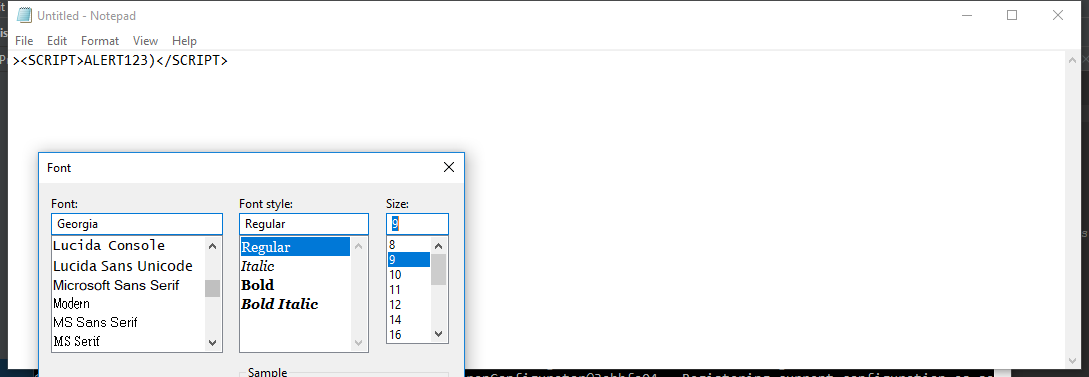 Untitled - Notepad
File Edit Format View Help
><SCRIPT>ALERT123)</SCRIPT>
Font
Font: Font style: Size:
Georgia Regular 9
Lucida Console Regular 8
Lucida Sans Unicode Italic 9
Microsoft Sans Serif Bold 10
Modern Bold Italic 11
MS Sans Serif 12
MS Serif 14
16
Sample